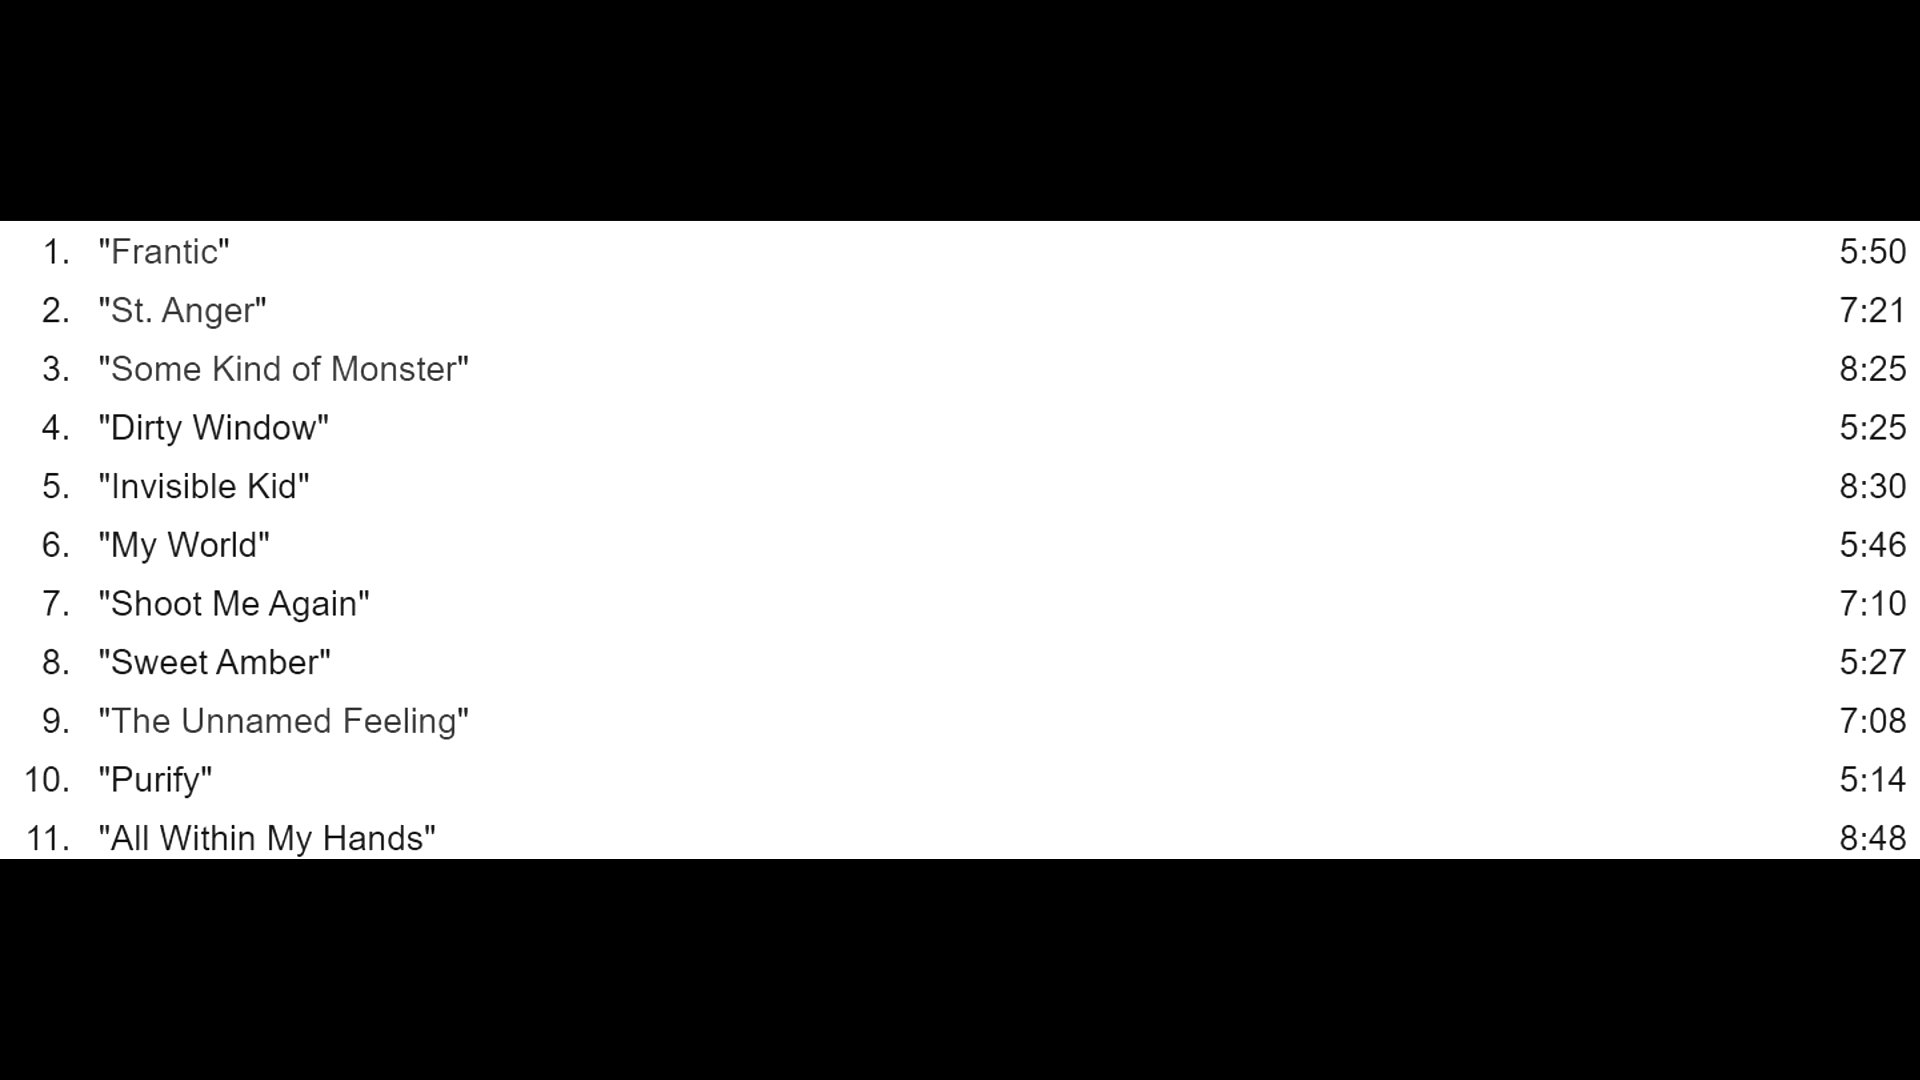 1. "Frantic" 5:50
2. "St. Anger" 7:21
3. "Some Kind of Monster" 8:25
4. "Dirty Window" 5:25
5. "Invisible Kid" 8:30
6. "My World" 5:46
7. "Shoot Me Again" 7:10
8. "Sweet Amber" 5:27
9. "The Unnamed Feeling" 7:08
10. "Purify" 5:14
11. "All Within My Hands" 8:48